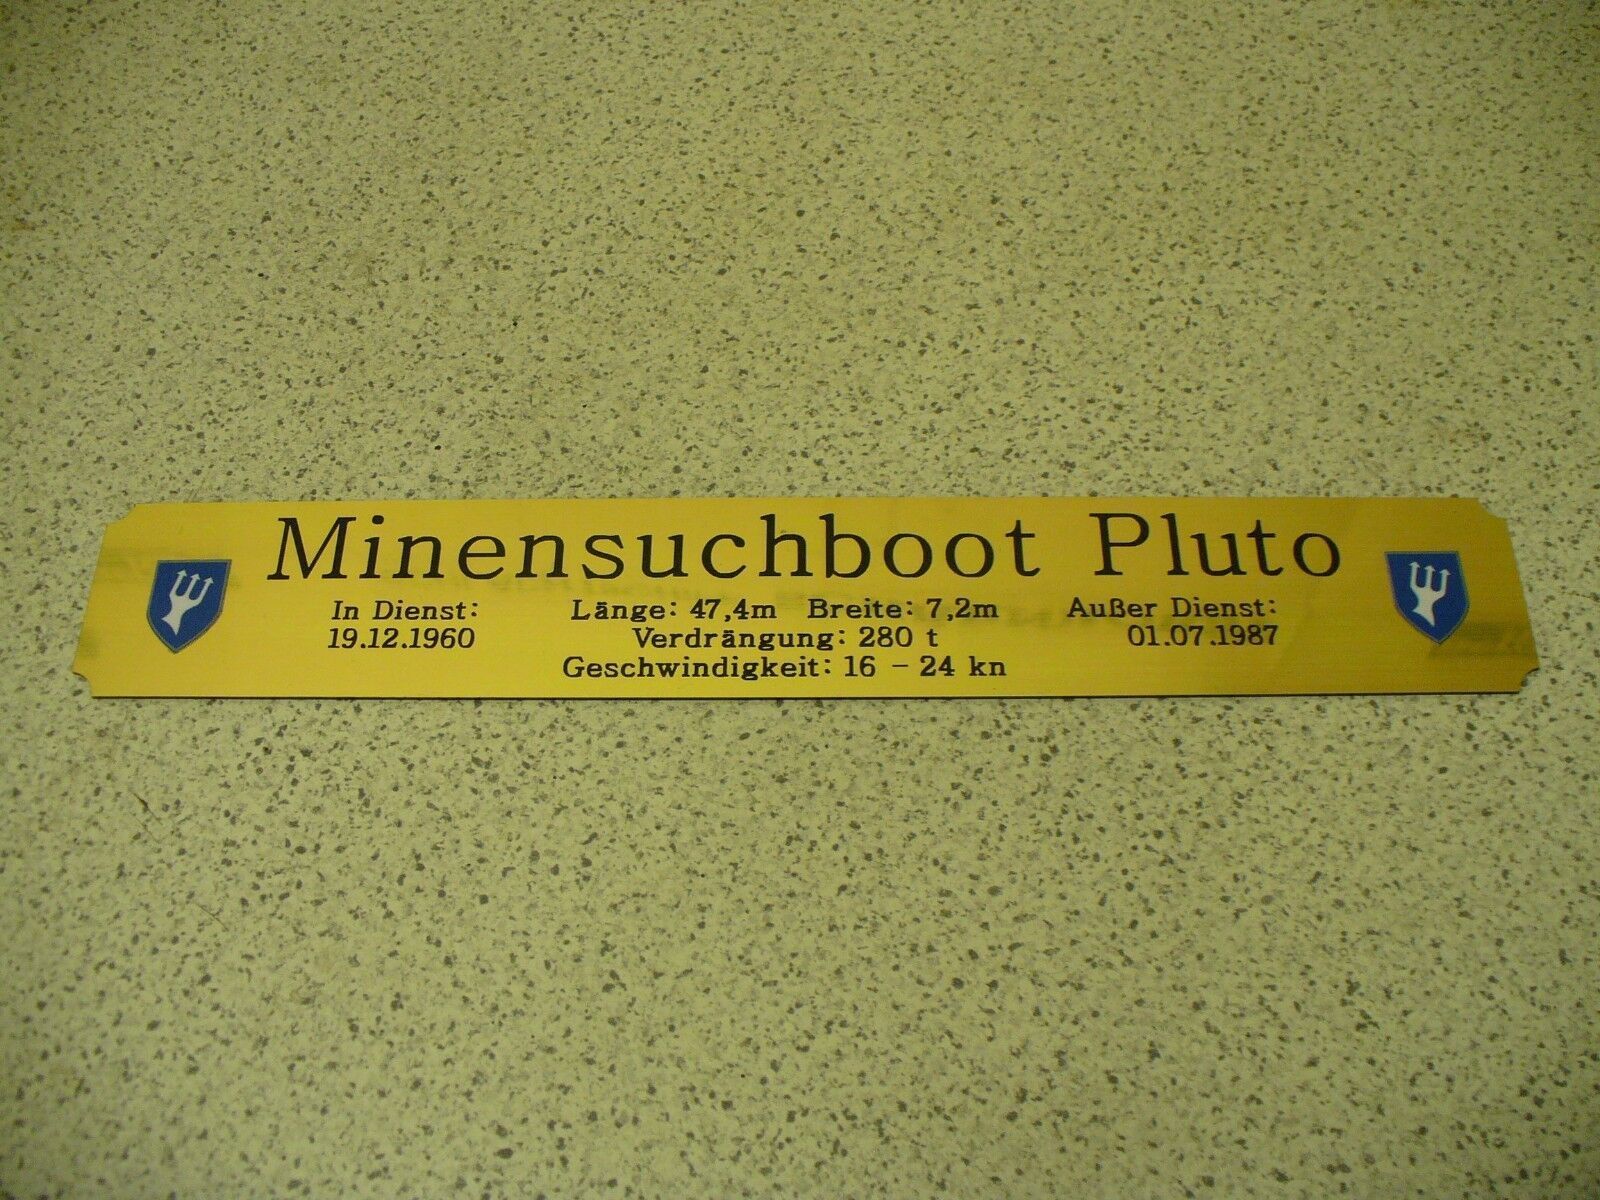 Minensuchboot Pluto
In Dienst: Länge: 47,4m Breite: 7,2m Außer Dienst:
19.12.1960 Verdrängung: 280 t 01.07.1987
Geschwindigkeit: 16 - 24 kn